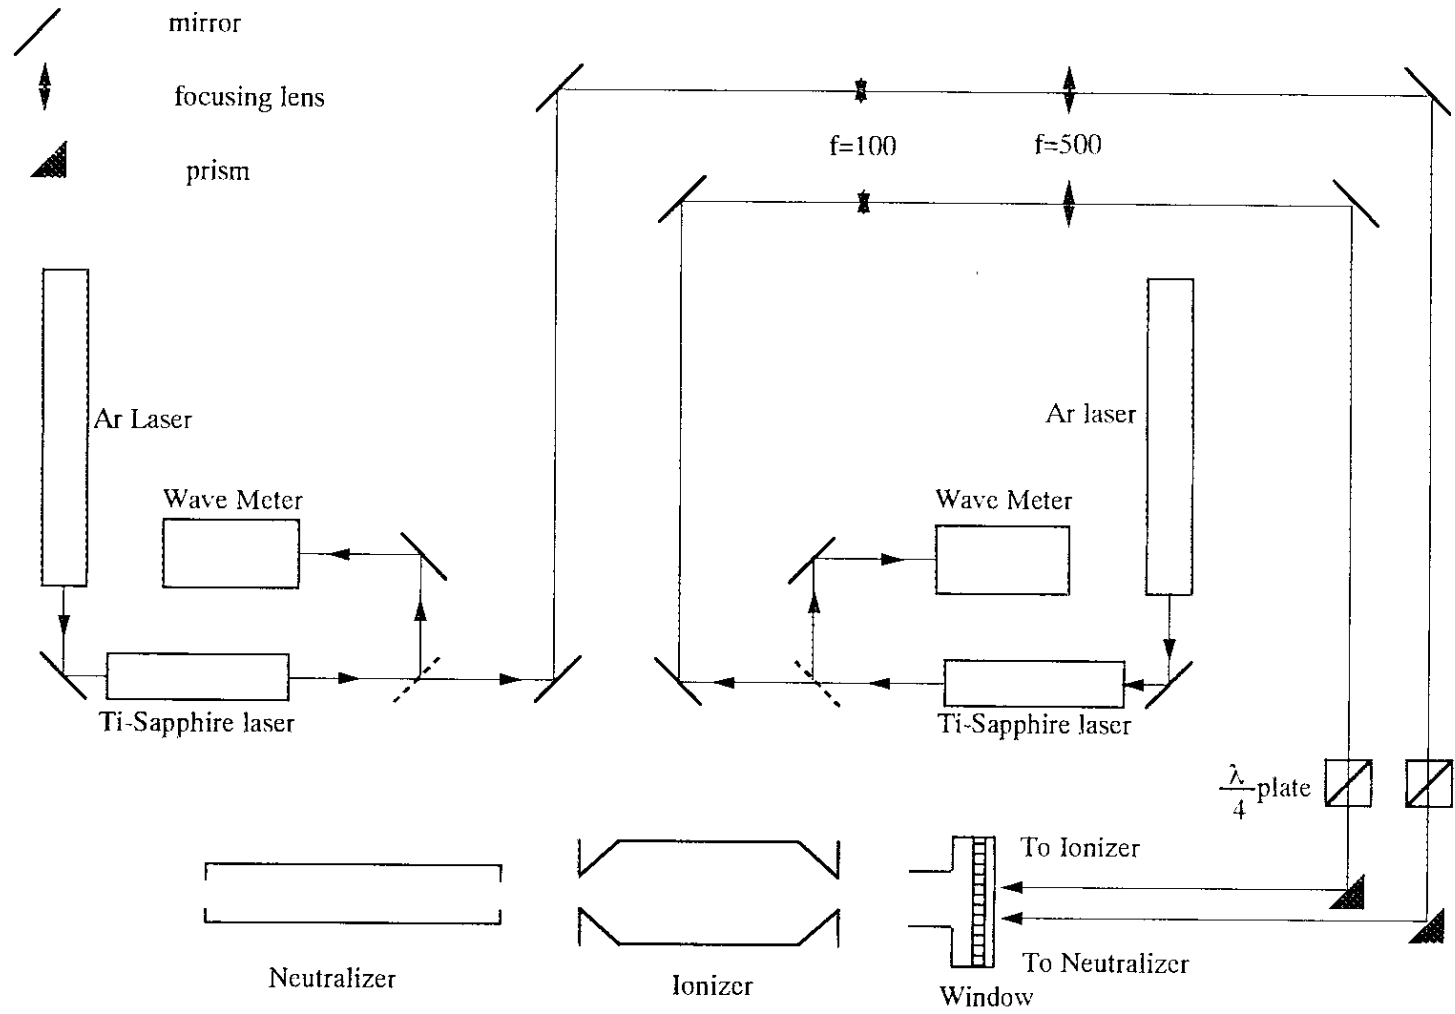 mirror
focusing lens
prism
f=100
f=500
Ar Laser
Ar laser
Wave Meter
Wave Meter
Ti-Sapphire laser
Ti-Sapphire laser
λ/4 plate
To Ionizer
To Neutralizer
Neutralizer
Ionizer
Window